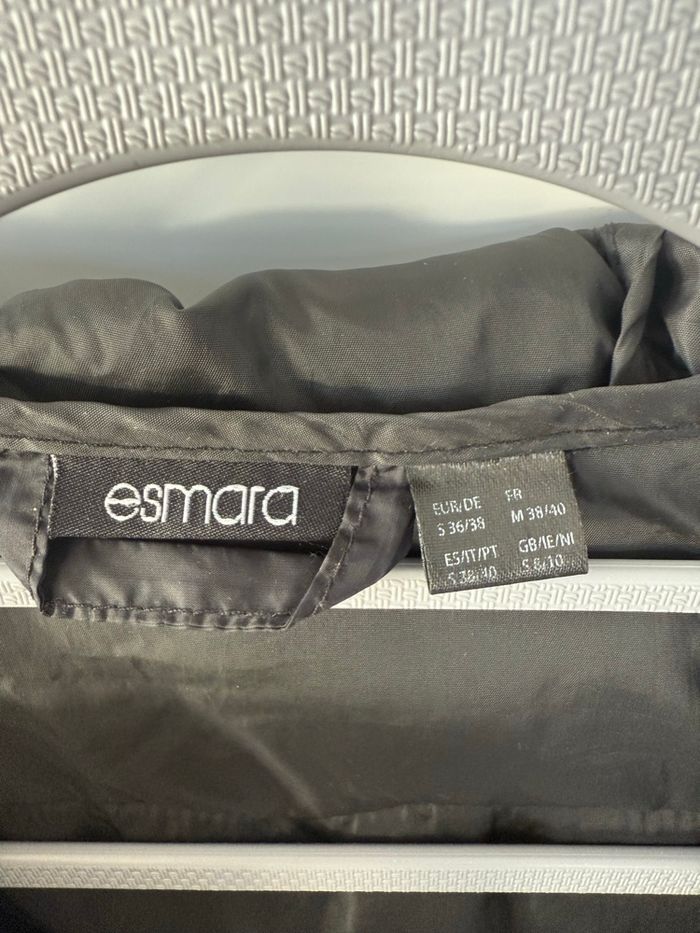 esmara
EUR/DE FR
S 36/38 M 38/40
ES/IT/PT GB/IE/NI
S 38/40 S 8/10